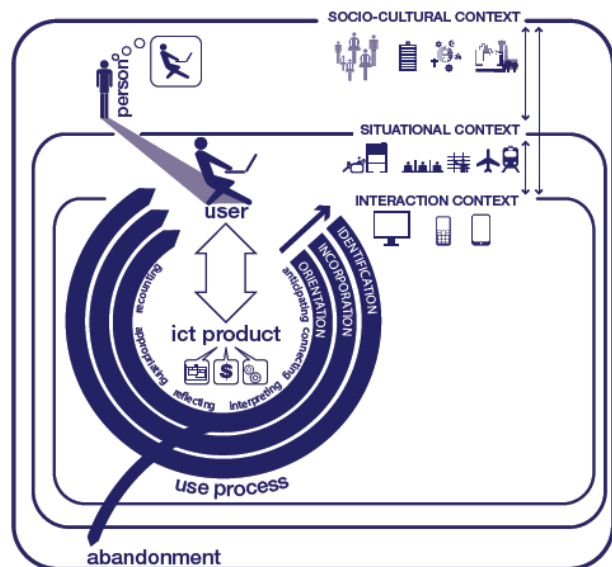 SOCIO-CULTURAL CONTEXT
person
SITUATIONAL CONTEXT
user
INTERACTION CONTEXT
IDENTIFICATION
INCORPORATION
ORIENTATION
anticipating
connecting
interpreting
reflecting
appropriating
recounting
ict product
$
use process
abandonment